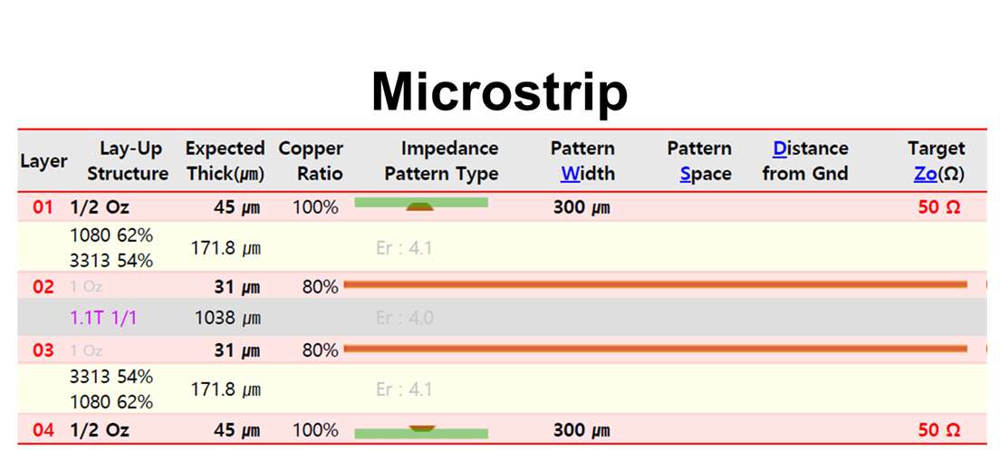 Microstrip
Layer Lay-Up Structure Expected Thick(㎛) Copper Ratio Impedance Pattern Type Pattern Width Pattern Space Distance from Gnd Target Zo(Ω)
01 1/2 Oz 45 ㎛ 100% 300 ㎛ 50 Ω
1080 62%
3313 54% 171.8 ㎛ Er : 4.1
02 1 Oz 31 ㎛ 80%
1.1T 1/1 1038 ㎛ Er : 4.0
03 1 Oz 31 ㎛ 80%
3313 54%
1080 62% 171.8 ㎛ Er : 4.1
04 1/2 Oz 45 ㎛ 100% 300 ㎛ 50 Ω